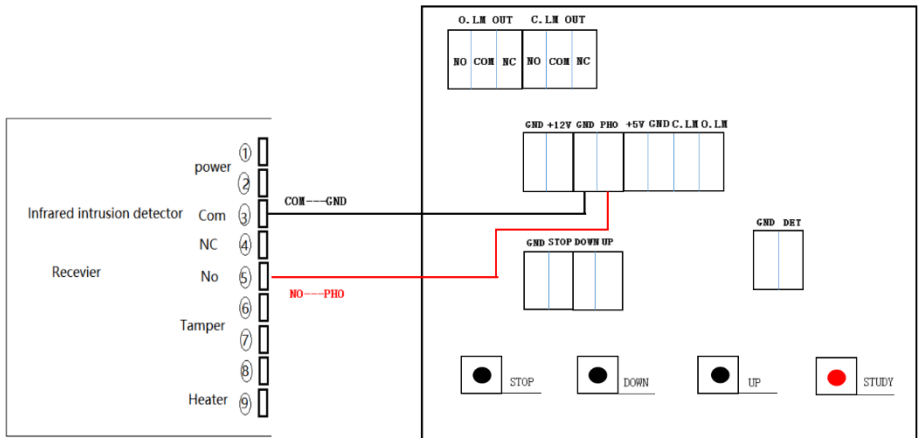 O.LM OUT C.LM OUT
NO COM NC NO COM NC
GND +12V GND PHO +5V GND C.LM O.LM
GND DET
GND STOP DOWN UP
STOP DOWN UP STUDY
COM---GND
NO---PHO
Infrared intrusion detector
Recevier
power ①
②
Com ③
NC ④
No ⑤
⑥
Tamper
⑦
⑧
Heater ⑨